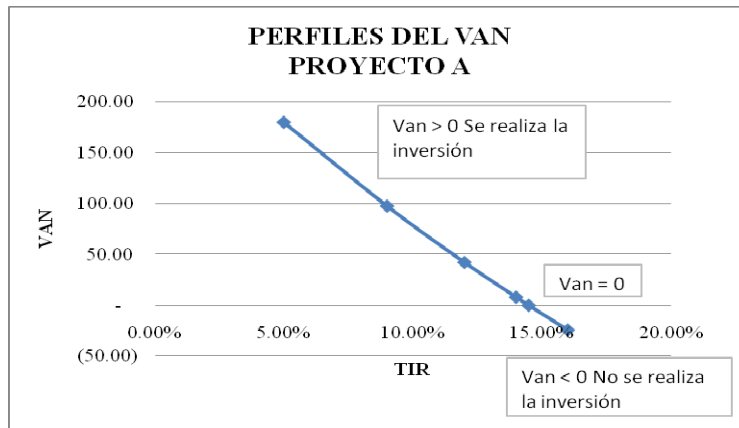 PERFILES DEL VAN
PROYECTO A
200.00
150.00
100.00
50.00
-
(50.00)
VAN
0.00%
5.00%
10.00%
15.00%
20.00%
TIR
Van > 0 Se realiza la
inversión
Van = 0
Van < 0 No se realiza
la inversión